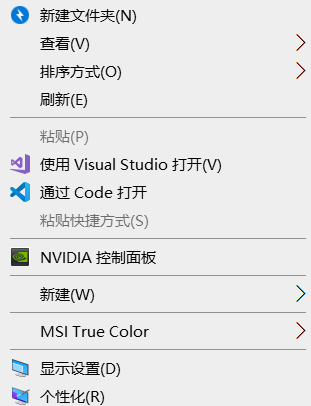 新建文件夹(N)
查看(V)
排序方式(O)
刷新(E)
粘贴(P)
使用 Visual Studio 打开(V)
通过 Code 打开
粘贴快捷方式(S)
NVIDIA 控制面板
新建(W)
MSI True Color
显示设置(D)
个性化(R)